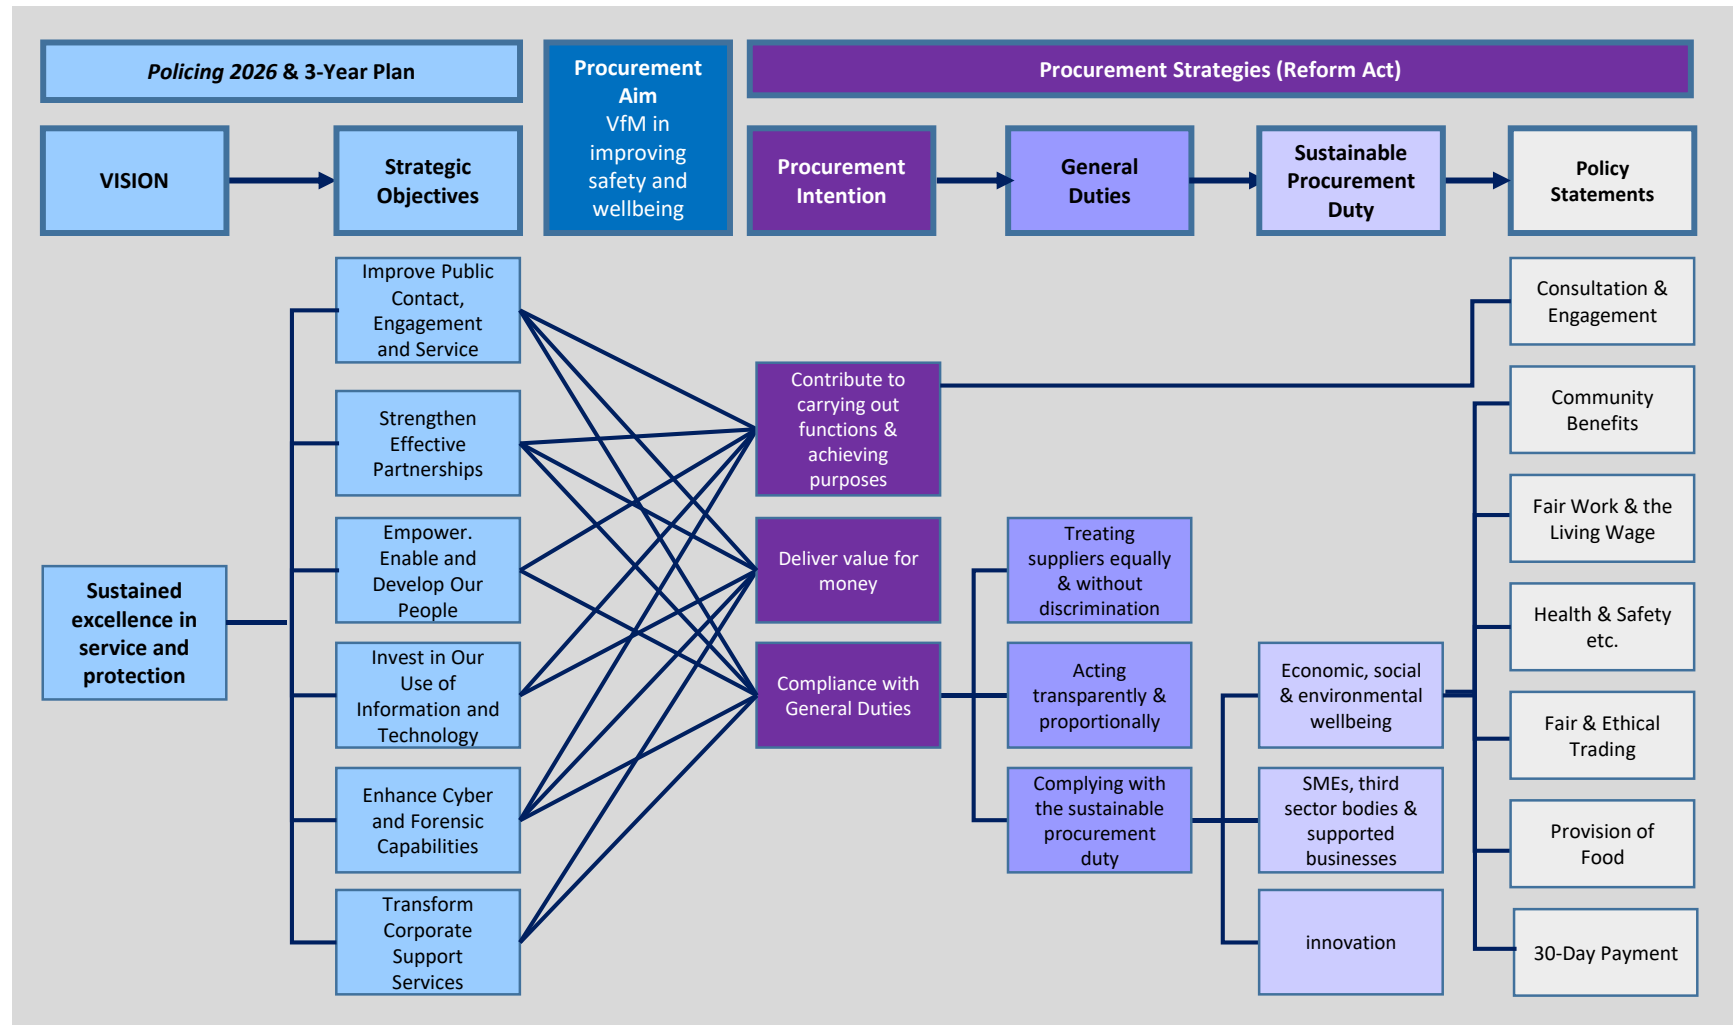 Policing 2026 & 3-Year Plan
Procurement
Aim
VfM in
improving
safety and
wellbeing
Procurement Strategies (Reform Act)
VISION
Strategic
Objectives
Procurement
Intention
General
Duties
Sustainable
Procurement
Duty
Policy
Statements
Sustained
excellence in
service and
protection
Improve Public
Contact,
Engagement
and Service
Strengthen
Effective
Partnerships
Empower.
Enable and
Develop Our
People
Invest in Our
Use of
Information and
Technology
Enhance Cyber
and Forensic
Capabilities
Transform
Corporate
Support
Services
Contribute to
carrying out
functions &
achieving
purposes
Deliver value for
money
Compliance with
General Duties
Treating
suppliers equally
& without
discrimination
Acting
transparently &
proportionally
Complying with
the sustainable
procurement
duty
Economic, social
& environmental
wellbeing
SMEs, third
sector bodies &
supported
businesses
innovation
Consultation &
Engagement
Community
Benefits
Fair Work & the
Living Wage
Health & Safety
etc.
Fair & Ethical
Trading
Provision of
Food
30-Day Payment